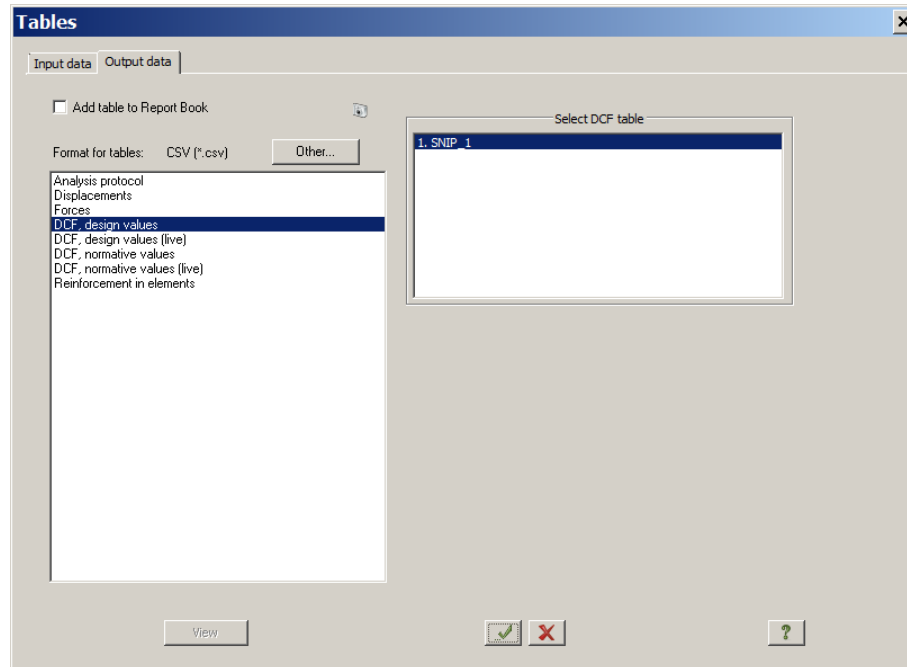 Tables
Input data
Output data
Add table to Report Book
Select DCF table
1. SNIP_1
Format for tables: CSV (*.csv) Other...
Analysis protocol
Displacements
Forces
DCF, design values
DCF, design values (live)
DCF, normative values
DCF, normative values (live)
Reinforcement in elements
View
?